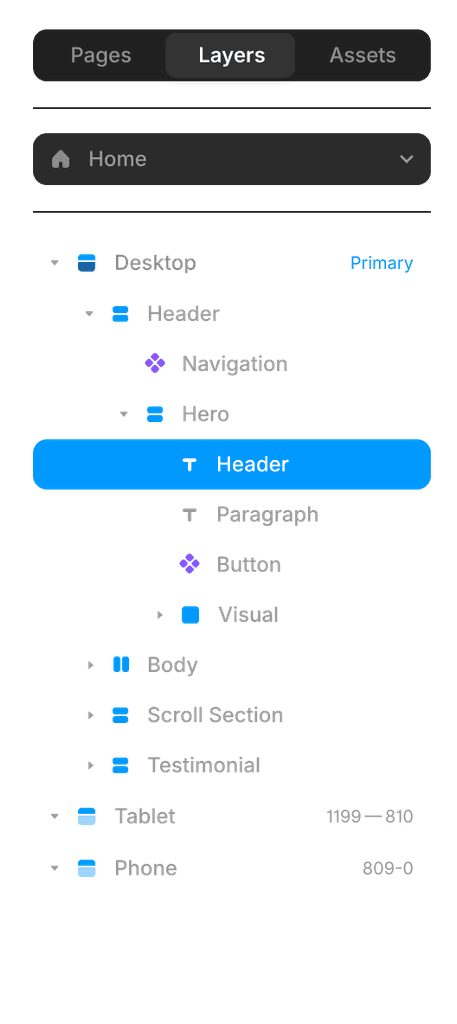 Pages Layers Assets
Home
Desktop Primary
Header
Navigation
Hero
Header
Paragraph
Button
Visual
Body
Scroll Section
Testimonial
Tablet 1199 — 810
Phone 809-0